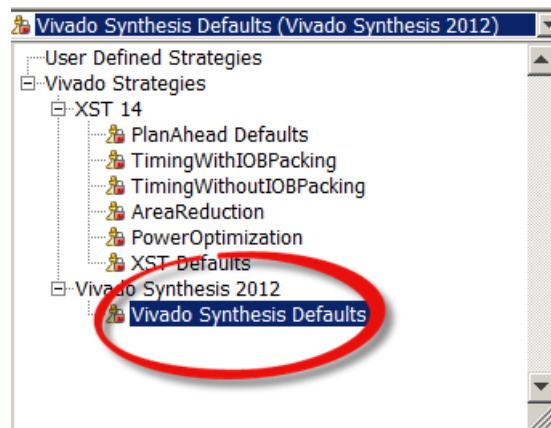 Vivado Synthesis Defaults (Vivado Synthesis 2012)
User Defined Strategies
Vivado Strategies
XST 14
PlanAhead Defaults
TimingWithIOBPacking
TimingWithoutIOBPacking
AreaReduction
PowerOptimization
XST Defaults
Vivado Synthesis 2012
Vivado Synthesis Defaults